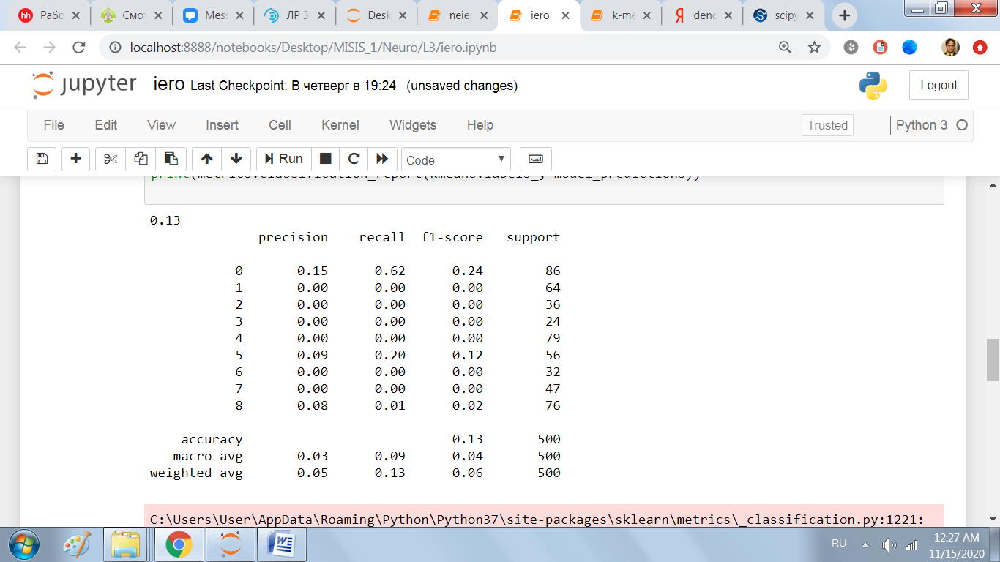 hh Рабо
Смот
Mess
ЛР 3
Desk
neier
iero
k-me
Я dend
scipy
localhost:8888/notebooks/Desktop/MISIS_1/Neuro/L3/iero.ipynb
jupyter iero Last Checkpoint: В четверг в 19:24 (unsaved changes) Logout
File Edit View Insert Cell Kernel Widgets Help Trusted Python 3
Run Code
print(metrics.classification_report(kmeans.labels_, model_predictions))
0.13
precision recall f1-score support
0 0.15 0.62 0.24 86
1 0.00 0.00 0.00 64
2 0.00 0.00 0.00 36
3 0.00 0.00 0.00 24
4 0.00 0.00 0.00 79
5 0.09 0.20 0.12 56
6 0.00 0.00 0.00 32
7 0.00 0.00 0.00 47
8 0.08 0.01 0.02 76
accuracy 0.13 500
macro avg 0.03 0.09 0.04 500
weighted avg 0.05 0.13 0.06 500
C:\Users\User\AppData\Roaming\Python\Python37\site-packages\sklearn\metrics\_classification.py:1221:
RU 12:27 AM
11/15/2020